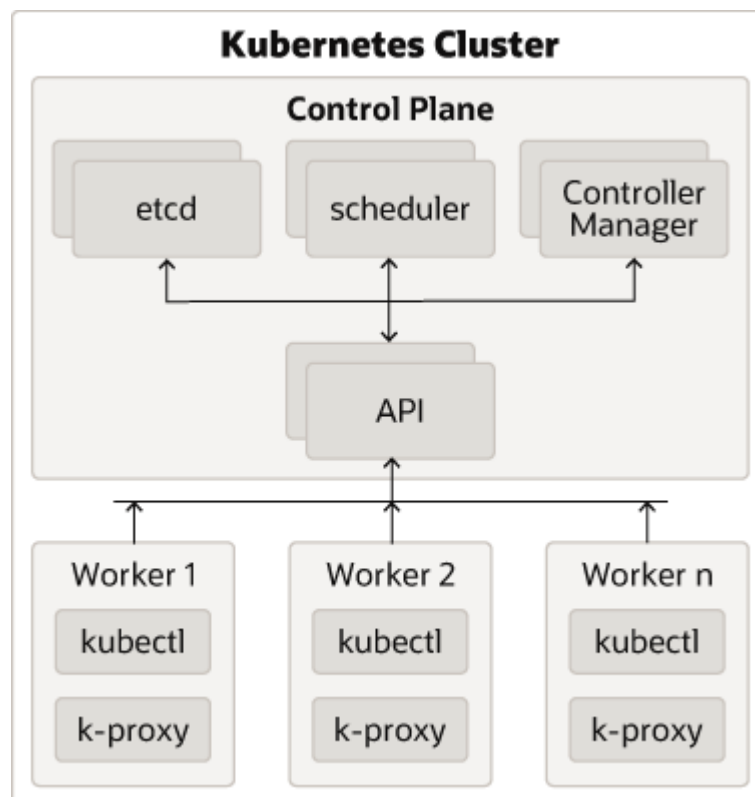 Kubernetes Cluster
Control Plane
etcd
scheduler
Controller
Manager
API
Worker 1
kubectl
k-proxy
Worker 2
kubectl
k-proxy
Worker n
kubectl
k-proxy